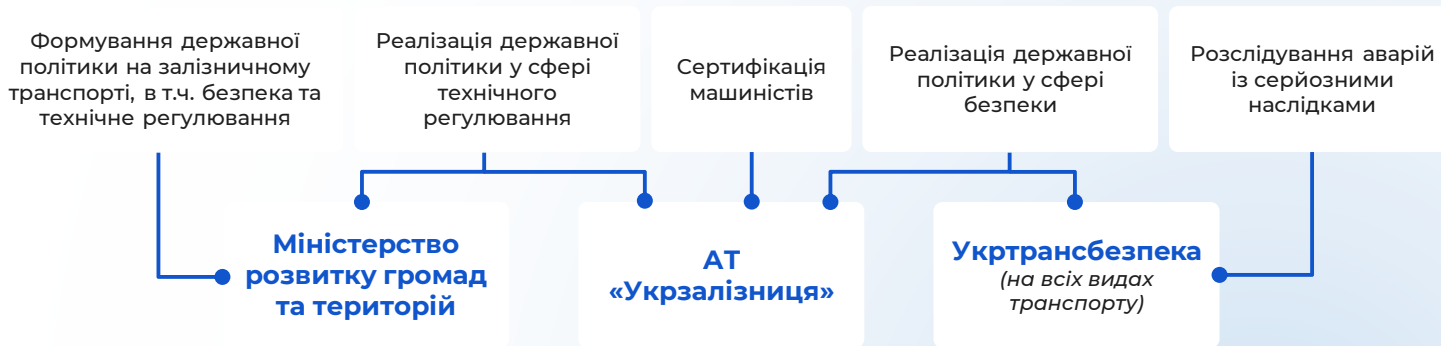 Формування державної
політики на залізничному
транспорті, в т.ч. безпека та
технічне регулювання
Реалізація державної
політики у сфері
технічного
регулювання
Сертифікація
машиністів
Реалізація державної
політики у сфері
безпеки
Розслідування аварій
із серйозними
наслідками
Міністерство
розвитку громад
та територій
АТ
«Укрзалізниця»
Укртрансбезпека
(на всіх видах
транспорту)